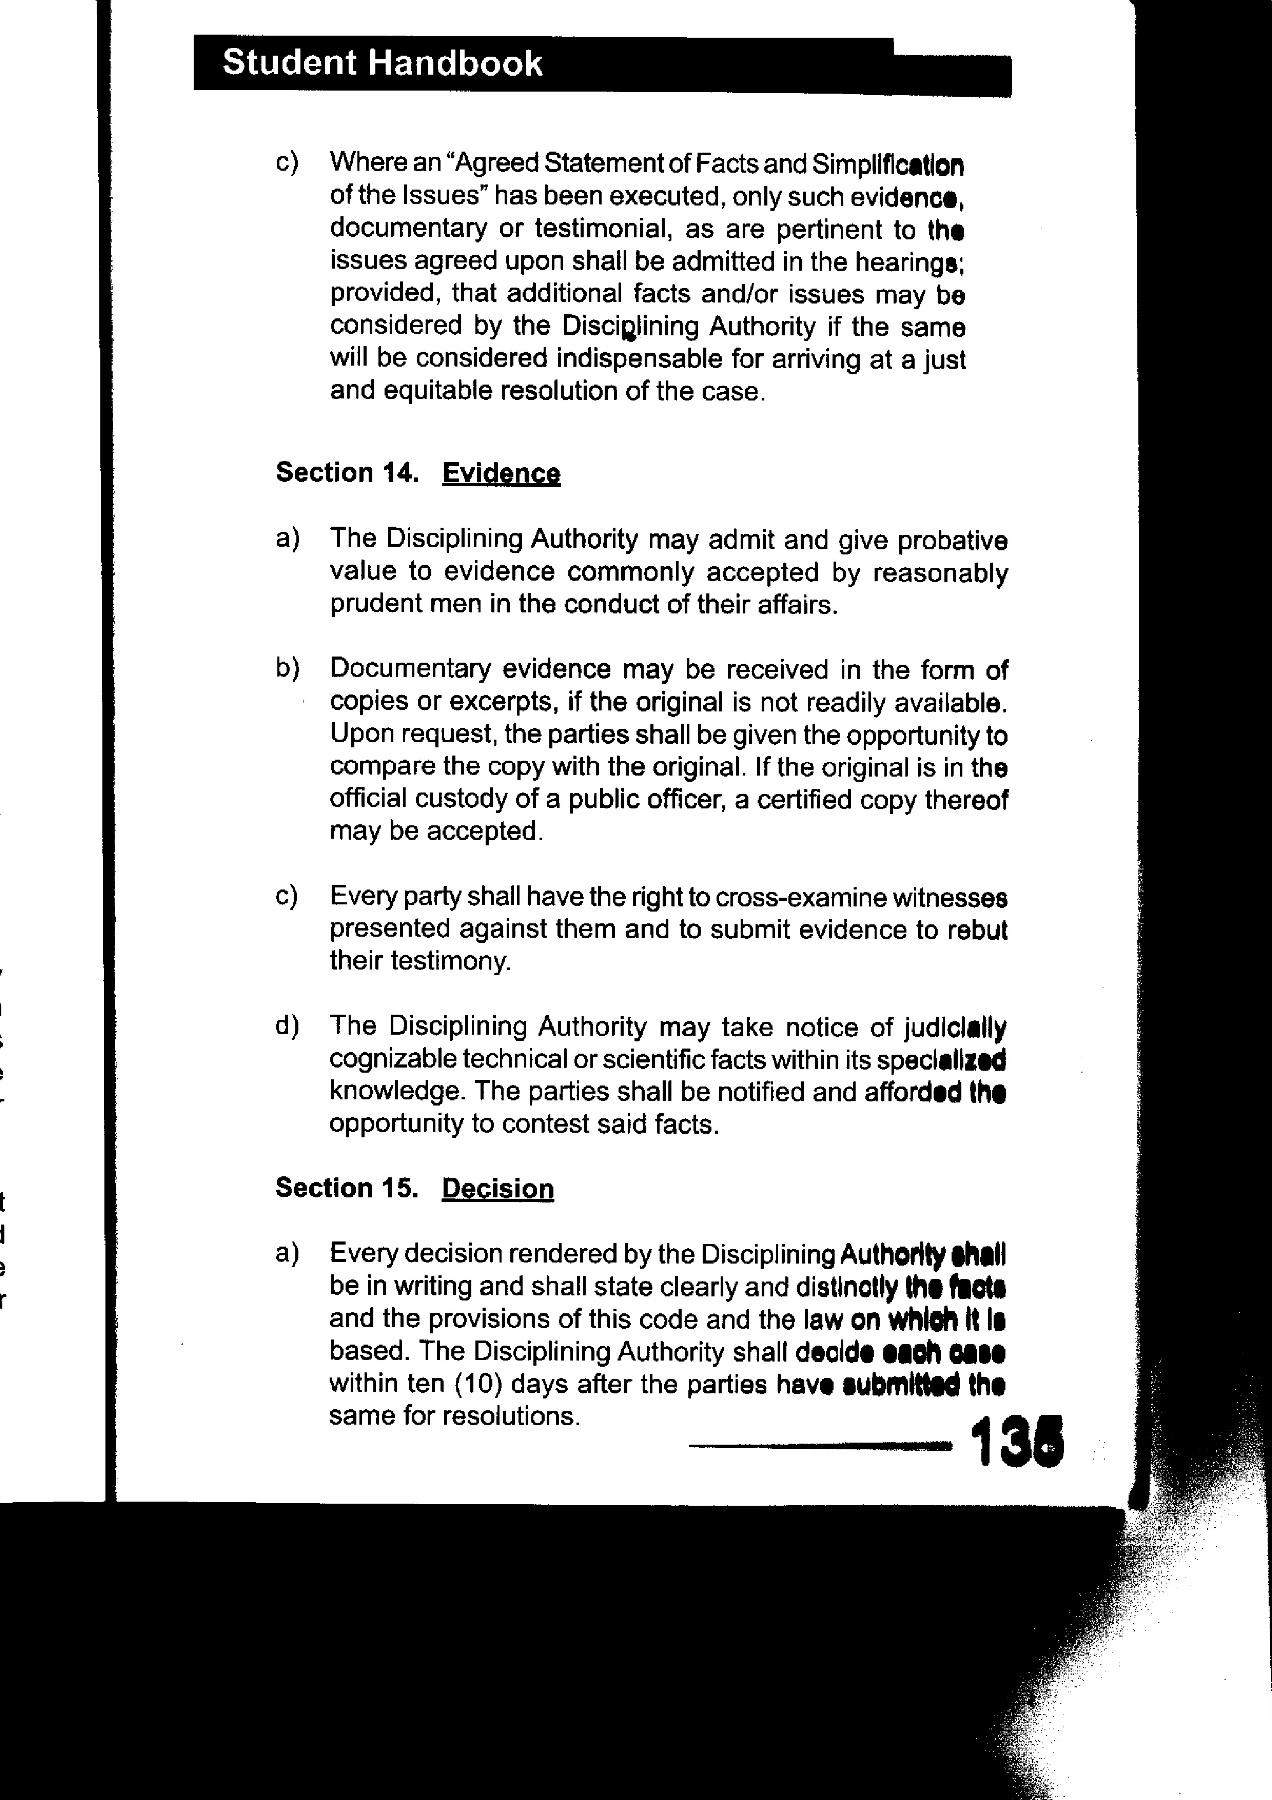 Student Handbook
c) Where an “Agreed Statement of Facts and Simplification
of the Issues” has been executed, only such evidence,
documentary or testimonial, as are pertinent to the
issues agreed upon shall be admitted in the hearings;
provided, that additional facts and/or issues may be
considered by the Disciplining Authority if the same
will be considered indispensable for arriving at a just
and equitable resolution of the case.
Section 14. Evidence
a) The Disciplining Authority may admit and give probative
value to evidence commonly accepted by reasonably
prudent men in the conduct of their affairs.
b) Documentary evidence may be received in the form of
copies or excerpts, if the original is not readily available.
Upon request, the parties shall be given the opportunity to
compare the copy with the original. If the original is in the
official custody of a public officer, a certified copy thereof
may be accepted.
c) Every party shall have the right to cross-examine witnesses
presented against them and to submit evidence to rebut
their testimony.
d) The Disciplining Authority may take notice of judicially
cognizable technical or scientific facts within its specialized
knowledge. The parties shall be notified and afforded the
opportunity to contest said facts.
Section 15. Decision
a) Every decision rendered by the Disciplining Authority shall
be in writing and shall state clearly and distinctly the facts
and the provisions of this code and the law on which it is
based. The Disciplining Authority shall decide each case
within ten (10) days after the parties have submitted the
same for resolutions.